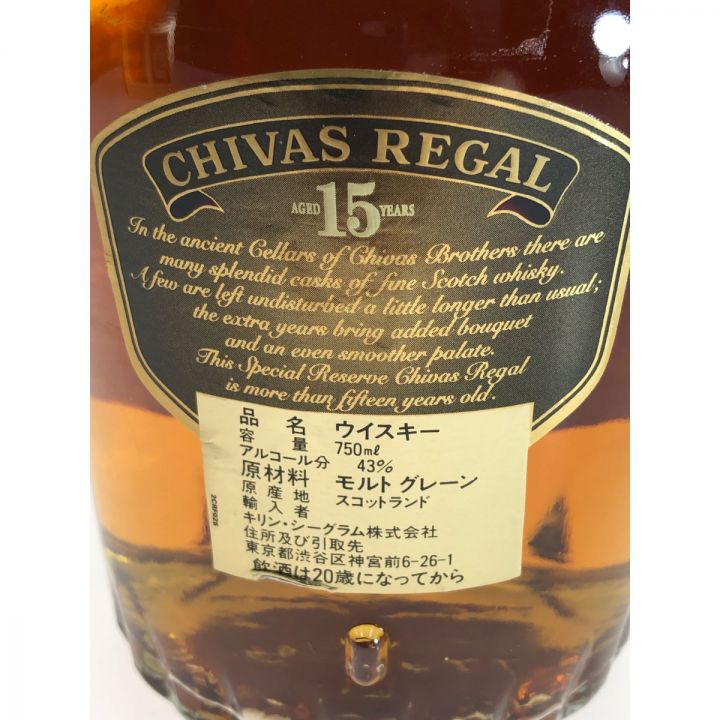 CHIVAS REGAL
AGED 15 YEARS
In the ancient Cellars of Chivas Brothers there are
many splendid casks of fine Scotch whisky.
A few are left undisturbed a little longer than usual;
the extra years bring added bouquet
and an even smoother palate.
This Special Reserve Chivas Regal
is more than fifteen years old.
品名 ウイスキー
容量 750ml
アルコール分 43%
原材料 モルト グレーン
原産地 スコットランド
輸入者
キリン・シーグラム株式会社
住所及び引取先
東京都渋谷区神宮前6-26-1
飲酒は20歳になってから